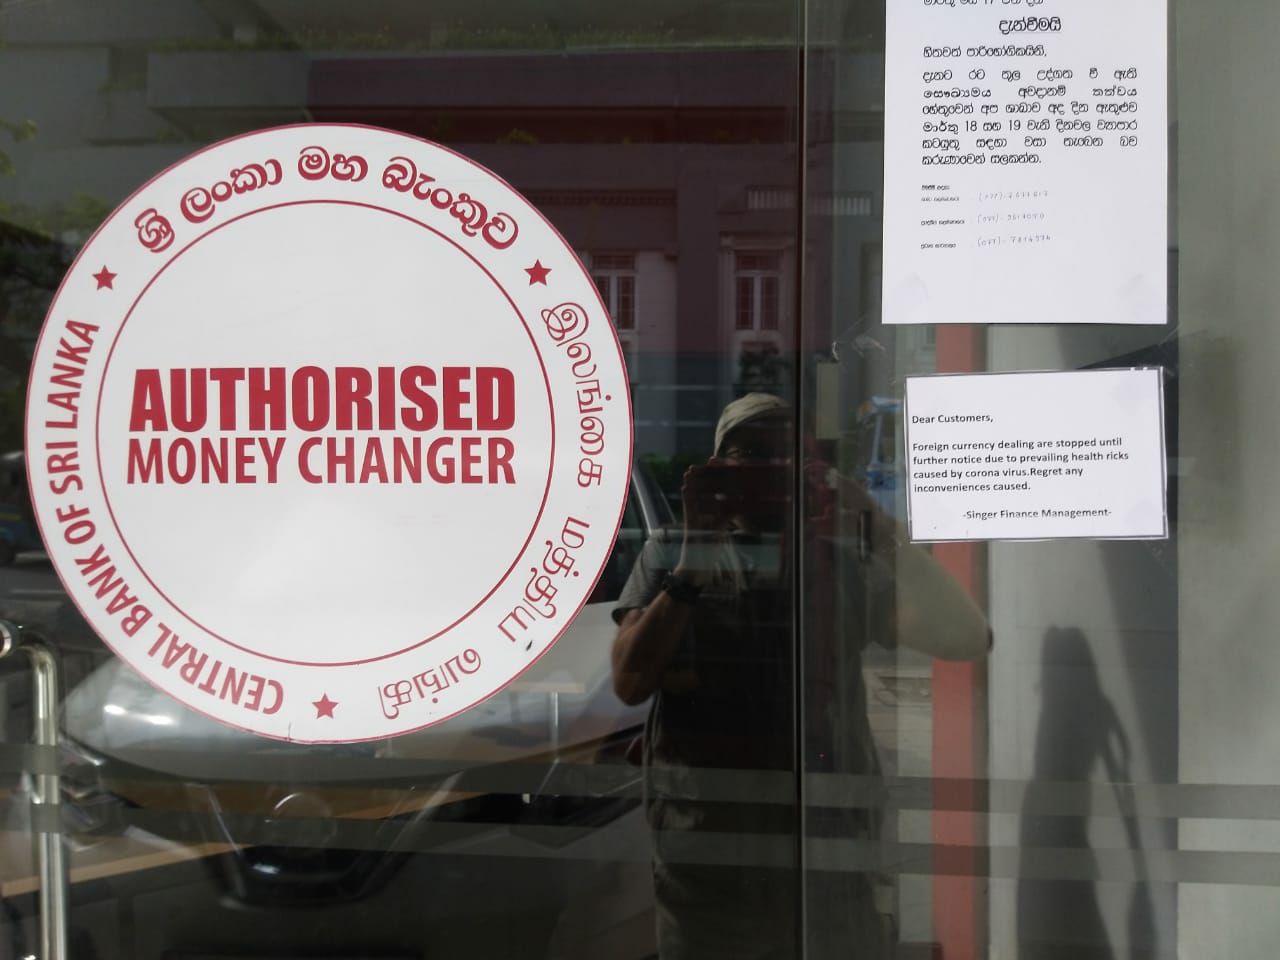 ශ්‍රී ලංකා මහ බැංකුව
இலங்கை மத்திய வங்கி
CENTRAL BANK OF SRI LANKA
AUTHORISED
MONEY CHANGER
දැන්වීමයි
හිතවත් පාරිභෝගිකයිනි,
දැනට රට තුල උද්ගත වී ඇති
සෞඛ්‍යමය අවදානම් තත්වය
හේතුවෙන් අප ශාඛාව අද දින ඇතුළුව
මාර්තු 18 සහ 19 වැනි දිනවල ව්‍යාපාර
කටයුතු සඳහා වසා තැබෙන බව
කරුණාවෙන් සලකන්න.
Dear Customers,
Foreign currency dealing are stopped until
further notice due to prevailing health ricks
caused by corona virus.Regret any
inconveniences caused.
-Singer Finance Management-